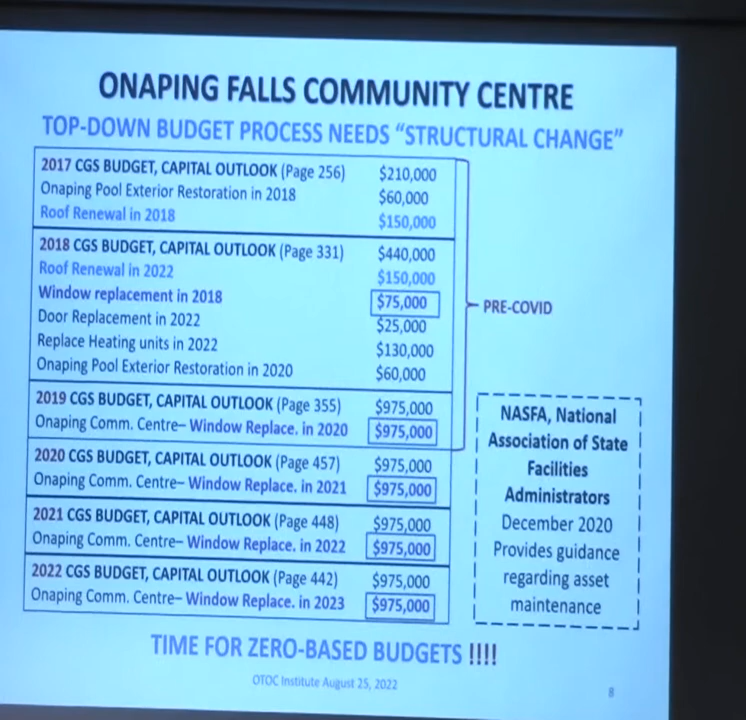 ONAPING FALLS COMMUNITY CENTRE
TOP-DOWN BUDGET PROCESS NEEDS “STRUCTURAL CHANGE”
2017 CGS BUDGET, CAPITAL OUTLOOK (Page 256) $210,000
Onaping Pool Exterior Restoration in 2018 $60,000
Roof Renewal in 2018 $150,000
2018 CGS BUDGET, CAPITAL OUTLOOK (Page 331) $440,000
Roof Renewal in 2022 $150,000
Window replacement in 2018 $75,000
Door Replacement in 2022 $25,000
Replace Heating units in 2022 $130,000
Onaping Pool Exterior Restoration in 2020 $60,000
2019 CGS BUDGET, CAPITAL OUTLOOK (Page 355) $975,000
Onaping Comm. Centre– Window Replace. in 2020 $975,000
2020 CGS BUDGET, CAPITAL OUTLOOK (Page 457) $975,000
Onaping Comm. Centre– Window Replace. in 2021 $975,000
2021 CGS BUDGET, CAPITAL OUTLOOK (Page 448) $975,000
Onaping Comm. Centre– Window Replace. in 2022 $975,000
2022 CGS BUDGET, CAPITAL OUTLOOK (Page 442) $975,000
Onaping Comm. Centre– Window Replace. in 2023 $975,000
PRE-COVID
NASFA, National
Association of State
Facilities
Administrators
December 2020
Provides guidance
regarding asset
maintenance
TIME FOR ZERO-BASED BUDGETS !!!!
OTOC Institute August 25, 2022
8